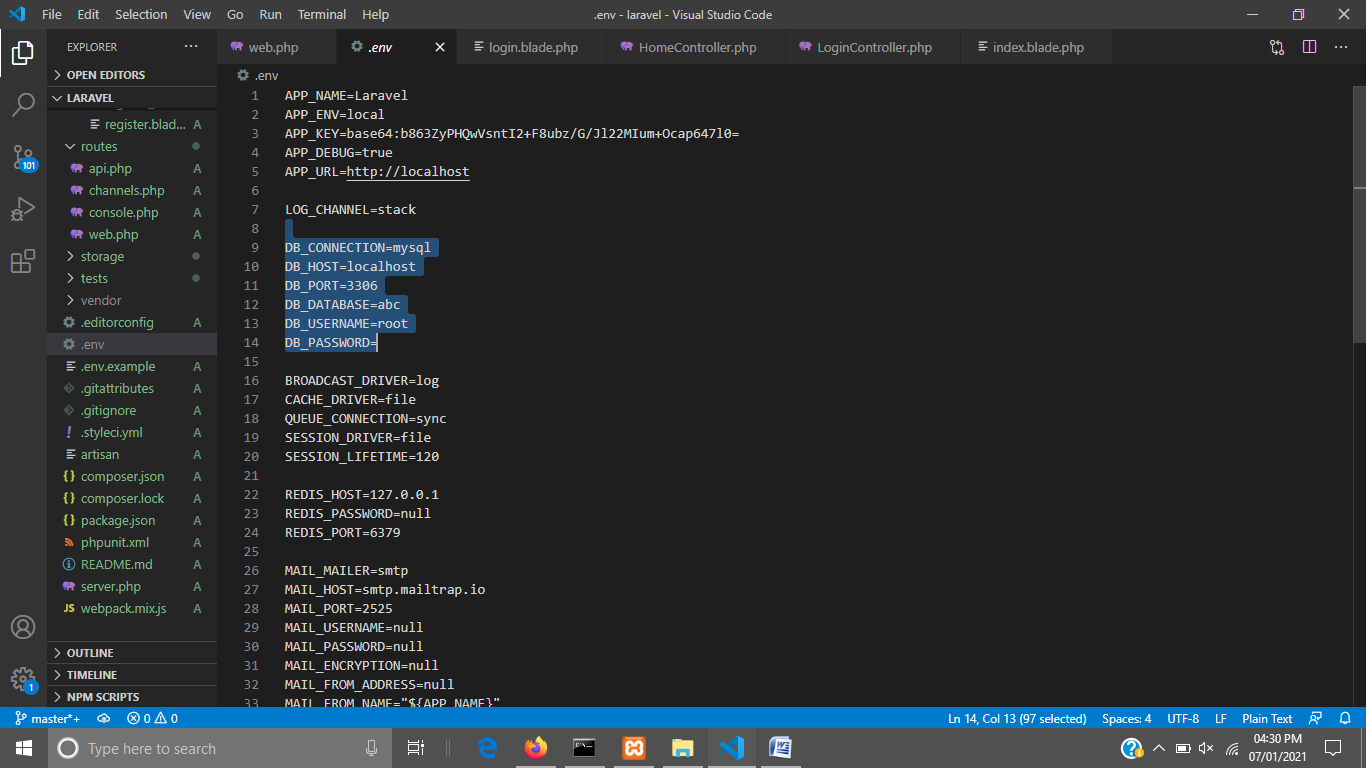 File Edit Selection View Go Run Terminal Help .env - laravel - Visual Studio Code
EXPLORER ... web.php .env login.blade.php HomeController.php LoginController.php index.blade.php ...
OPEN EDITORS
LARAVEL
register.blad... A
routes
api.php A
channels.php A
console.php A
web.php A
storage
tests
vendor
.editorconfig A
.env
.env.example A
.gitattributes A
.gitignore A
.styleci.yml A
artisan A
composer.json A
composer.lock A
package.json A
phpunit.xml A
README.md A
server.php A
JS webpack.mix.js A
OUTLINE
TIMELINE
NPM SCRIPTS
101
1
.env
1 APP_NAME=Laravel
2 APP_ENV=local
3 APP_KEY=base64:b863ZyPHQwVsntI2+F8ubz/G/Jl22MIum+Ocap647l0=
4 APP_DEBUG=true
5 APP_URL=http://localhost
6
7 LOG_CHANNEL=stack
8
9 DB_CONNECTION=mysql
10 DB_HOST=localhost
11 DB_PORT=3306
12 DB_DATABASE=abc
13 DB_USERNAME=root
14 DB_PASSWORD=
15
16 BROADCAST_DRIVER=log
17 CACHE_DRIVER=file
18 QUEUE_CONNECTION=sync
19 SESSION_DRIVER=file
20 SESSION_LIFETIME=120
21
22 REDIS_HOST=127.0.0.1
23 REDIS_PASSWORD=null
24 REDIS_PORT=6379
25
26 MAIL_MAILER=smtp
27 MAIL_HOST=smtp.mailtrap.io
28 MAIL_PORT=2525
29 MAIL_USERNAME=null
30 MAIL_PASSWORD=null
31 MAIL_ENCRYPTION=null
32 MAIL_FROM_ADDRESS=null
33 MAIL_FROM_NAME="${APP_NAME}"
master*+ 0 0 Ln 14, Col 13 (97 selected) Spaces: 4 UTF-8 LF Plain Text
Type here to search
04:30 PM
07/01/2021